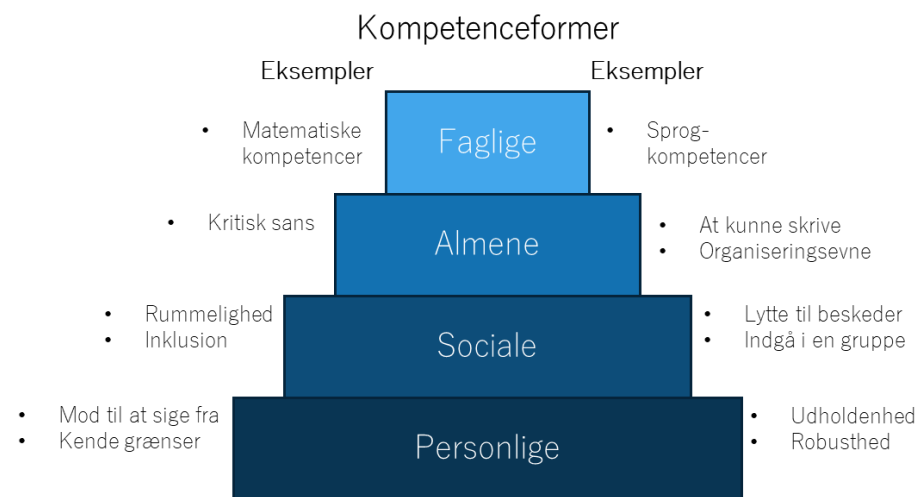 Kompetenceformer
Eksempler
Eksempler
• Matematiske
kompetencer
Faglige
• Sprog-
kompetencer
• Kritisk sans
Almene
• At kunne skrive
• Organiseringsevne
• Rummelighed
• Inklusion
Sociale
• Lytte til beskeder
• Indgå i en gruppe
• Mod til at sige fra
• Kende grænser
Personlige
• Udholdenhed
• Robusthed